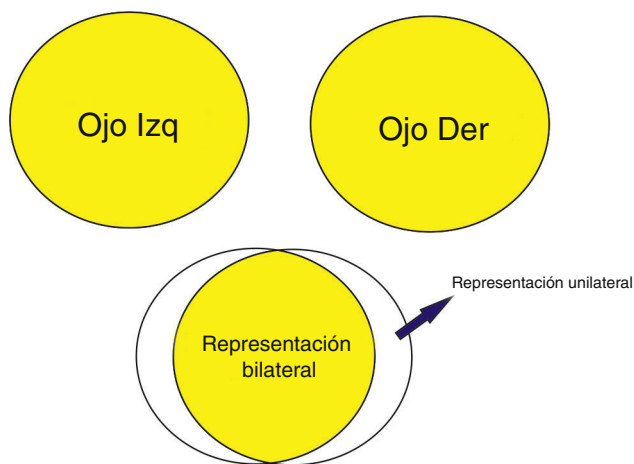 Ojo Izq
Ojo Der
Representación unilateral
Representación
bilateral